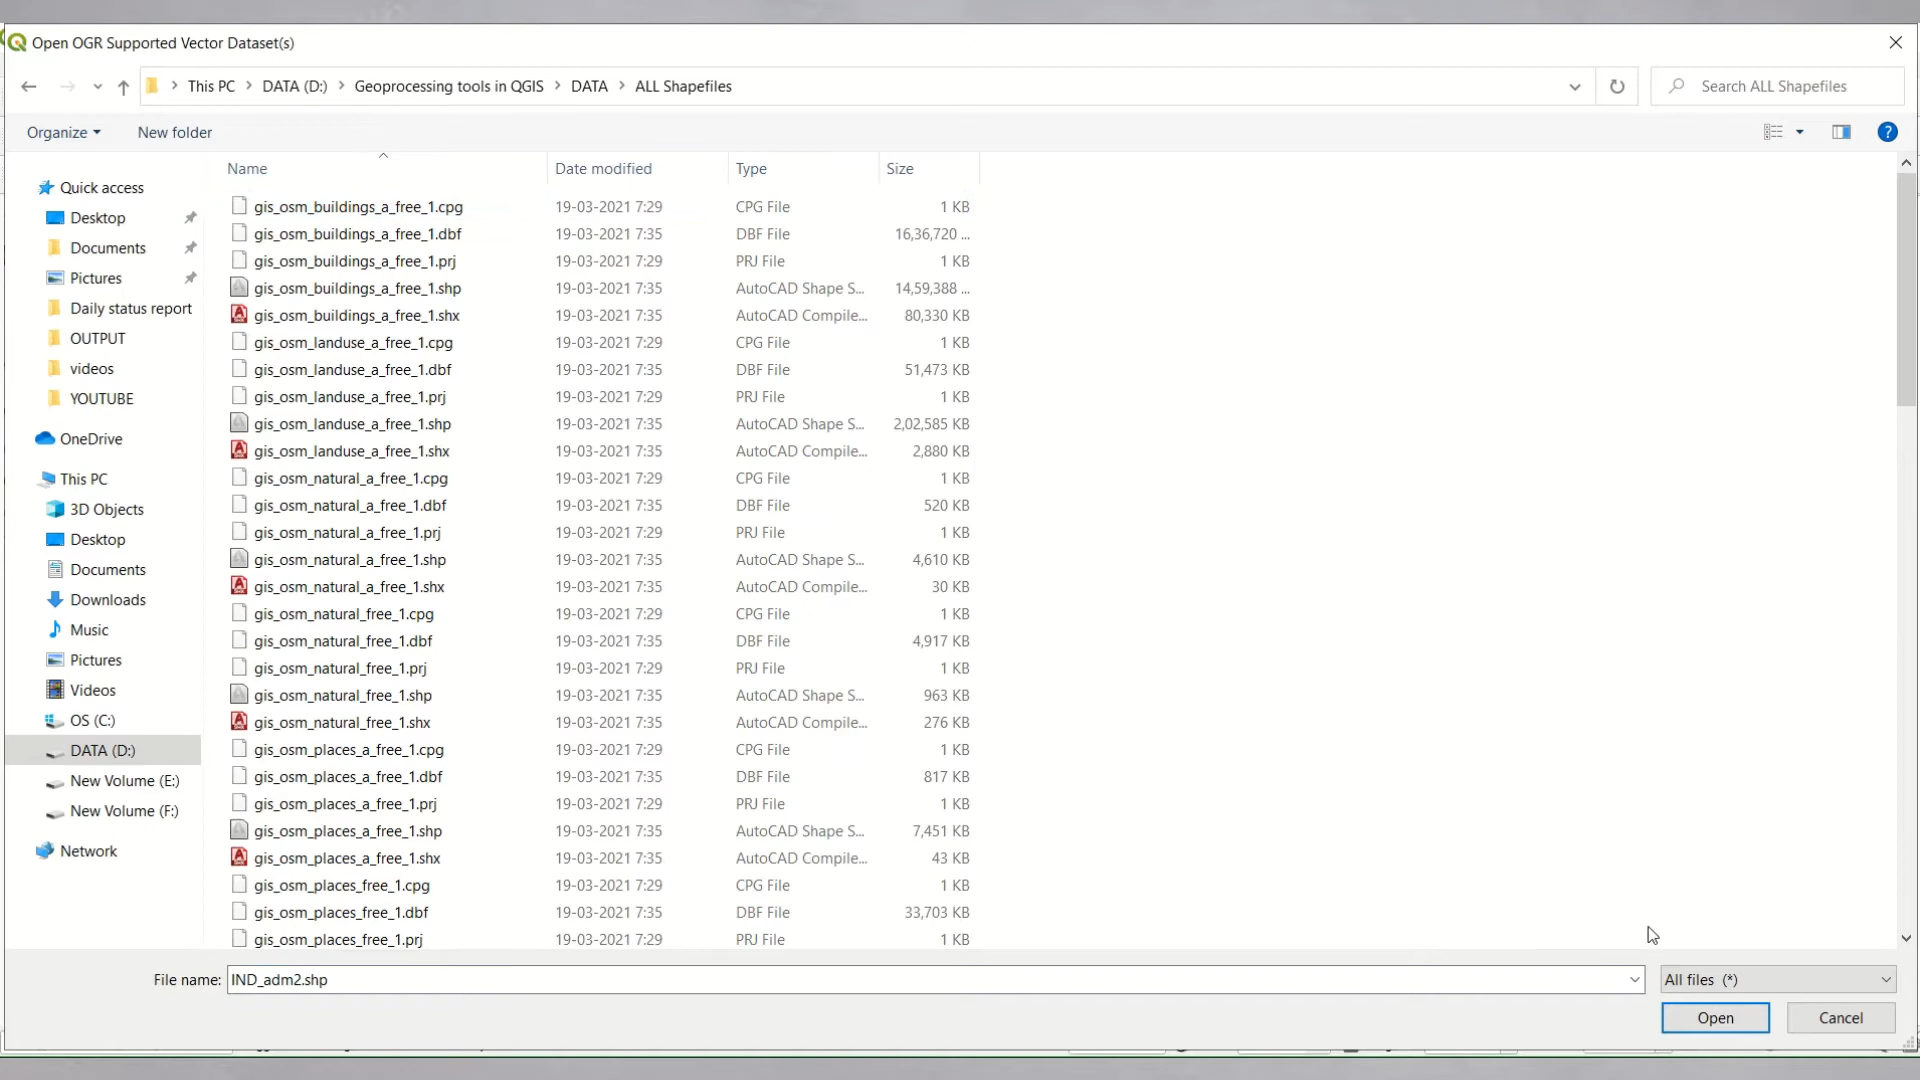 Open OGR Supported Vector Dataset(s)
This PC DATA (D:) Geoprocessing tools in QGIS DATA ALL Shapefiles
Search ALL Shapefiles
Organize
New folder
Name Date modified Type Size
Quick access
Desktop
Documents
Pictures
Daily status report
OUTPUT
videos
YOUTUBE
OneDrive
This PC
3D Objects
Desktop
Documents
Downloads
Music
Pictures
Videos
OS (C:)
DATA (D:)
New Volume (E:)
New Volume (F:)
Network
gis_osm_buildings_a_free_1.cpg 19-03-2021 7:29 CPG File 1 KB
gis_osm_buildings_a_free_1.dbf 19-03-2021 7:35 DBF File 16,36,720 ...
gis_osm_buildings_a_free_1.prj 19-03-2021 7:29 PRJ File 1 KB
gis_osm_buildings_a_free_1.shp 19-03-2021 7:35 AutoCAD Shape S... 14,59,388 ...
gis_osm_buildings_a_free_1.shx 19-03-2021 7:35 AutoCAD Compile... 80,330 KB
gis_osm_landuse_a_free_1.cpg 19-03-2021 7:29 CPG File 1 KB
gis_osm_landuse_a_free_1.dbf 19-03-2021 7:35 DBF File 51,473 KB
gis_osm_landuse_a_free_1.prj 19-03-2021 7:29 PRJ File 1 KB
gis_osm_landuse_a_free_1.shp 19-03-2021 7:35 AutoCAD Shape S... 2,02,585 KB
gis_osm_landuse_a_free_1.shx 19-03-2021 7:35 AutoCAD Compile... 2,880 KB
gis_osm_natural_a_free_1.cpg 19-03-2021 7:29 CPG File 1 KB
gis_osm_natural_a_free_1.dbf 19-03-2021 7:35 DBF File 520 KB
gis_osm_natural_a_free_1.prj 19-03-2021 7:29 PRJ File 1 KB
gis_osm_natural_a_free_1.shp 19-03-2021 7:35 AutoCAD Shape S... 4,610 KB
gis_osm_natural_a_free_1.shx 19-03-2021 7:35 AutoCAD Compile... 30 KB
gis_osm_natural_free_1.cpg 19-03-2021 7:29 CPG File 1 KB
gis_osm_natural_free_1.dbf 19-03-2021 7:35 DBF File 4,917 KB
gis_osm_natural_free_1.prj 19-03-2021 7:29 PRJ File 1 KB
gis_osm_natural_free_1.shp 19-03-2021 7:35 AutoCAD Shape S... 963 KB
gis_osm_natural_free_1.shx 19-03-2021 7:35 AutoCAD Compile... 276 KB
gis_osm_places_a_free_1.cpg 19-03-2021 7:29 CPG File 1 KB
gis_osm_places_a_free_1.dbf 19-03-2021 7:35 DBF File 817 KB
gis_osm_places_a_free_1.prj 19-03-2021 7:29 PRJ File 1 KB
gis_osm_places_a_free_1.shp 19-03-2021 7:35 AutoCAD Shape S... 7,451 KB
gis_osm_places_a_free_1.shx 19-03-2021 7:35 AutoCAD Compile... 43 KB
gis_osm_places_free_1.cpg 19-03-2021 7:29 CPG File 1 KB
gis_osm_places_free_1.dbf 19-03-2021 7:35 DBF File 33,703 KB
gis_osm_places_free_1.prj 19-03-2021 7:29 PRJ File 1 KB
File name: IND_adm2.shp
All files (*)
Open
Cancel